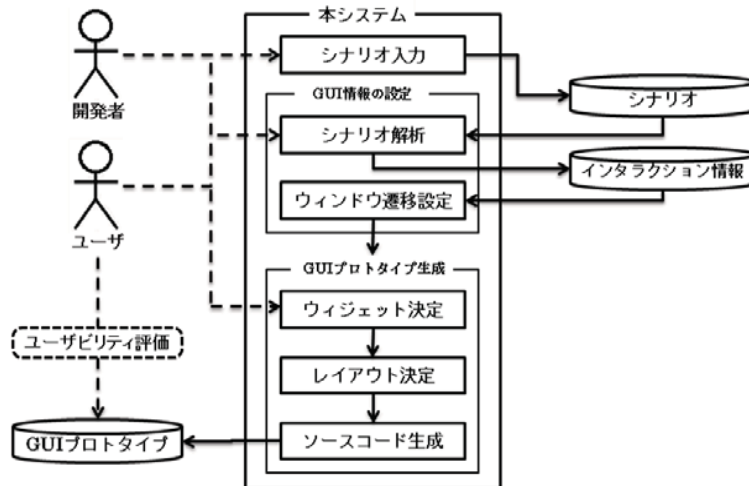 本システム
シナリオ入力
開発者
シナリオ
GUI情報の設定
シナリオ解析
インタラクション情報
ウィンドウ遷移設定
ユーザ
GUIプロトタイプ生成
ウィジェット決定
ユーザビリティ評価
レイアウト決定
GUIプロトタイプ
ソースコード生成